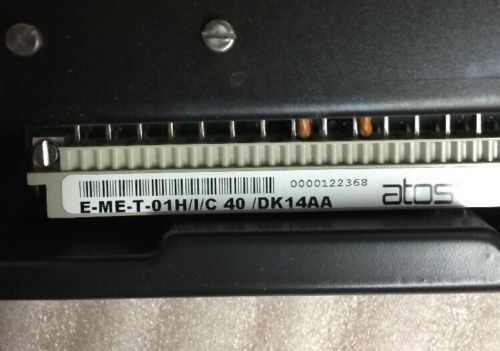 0000122368 atos
E-ME-T-01H/I/C 40 /DK14AA